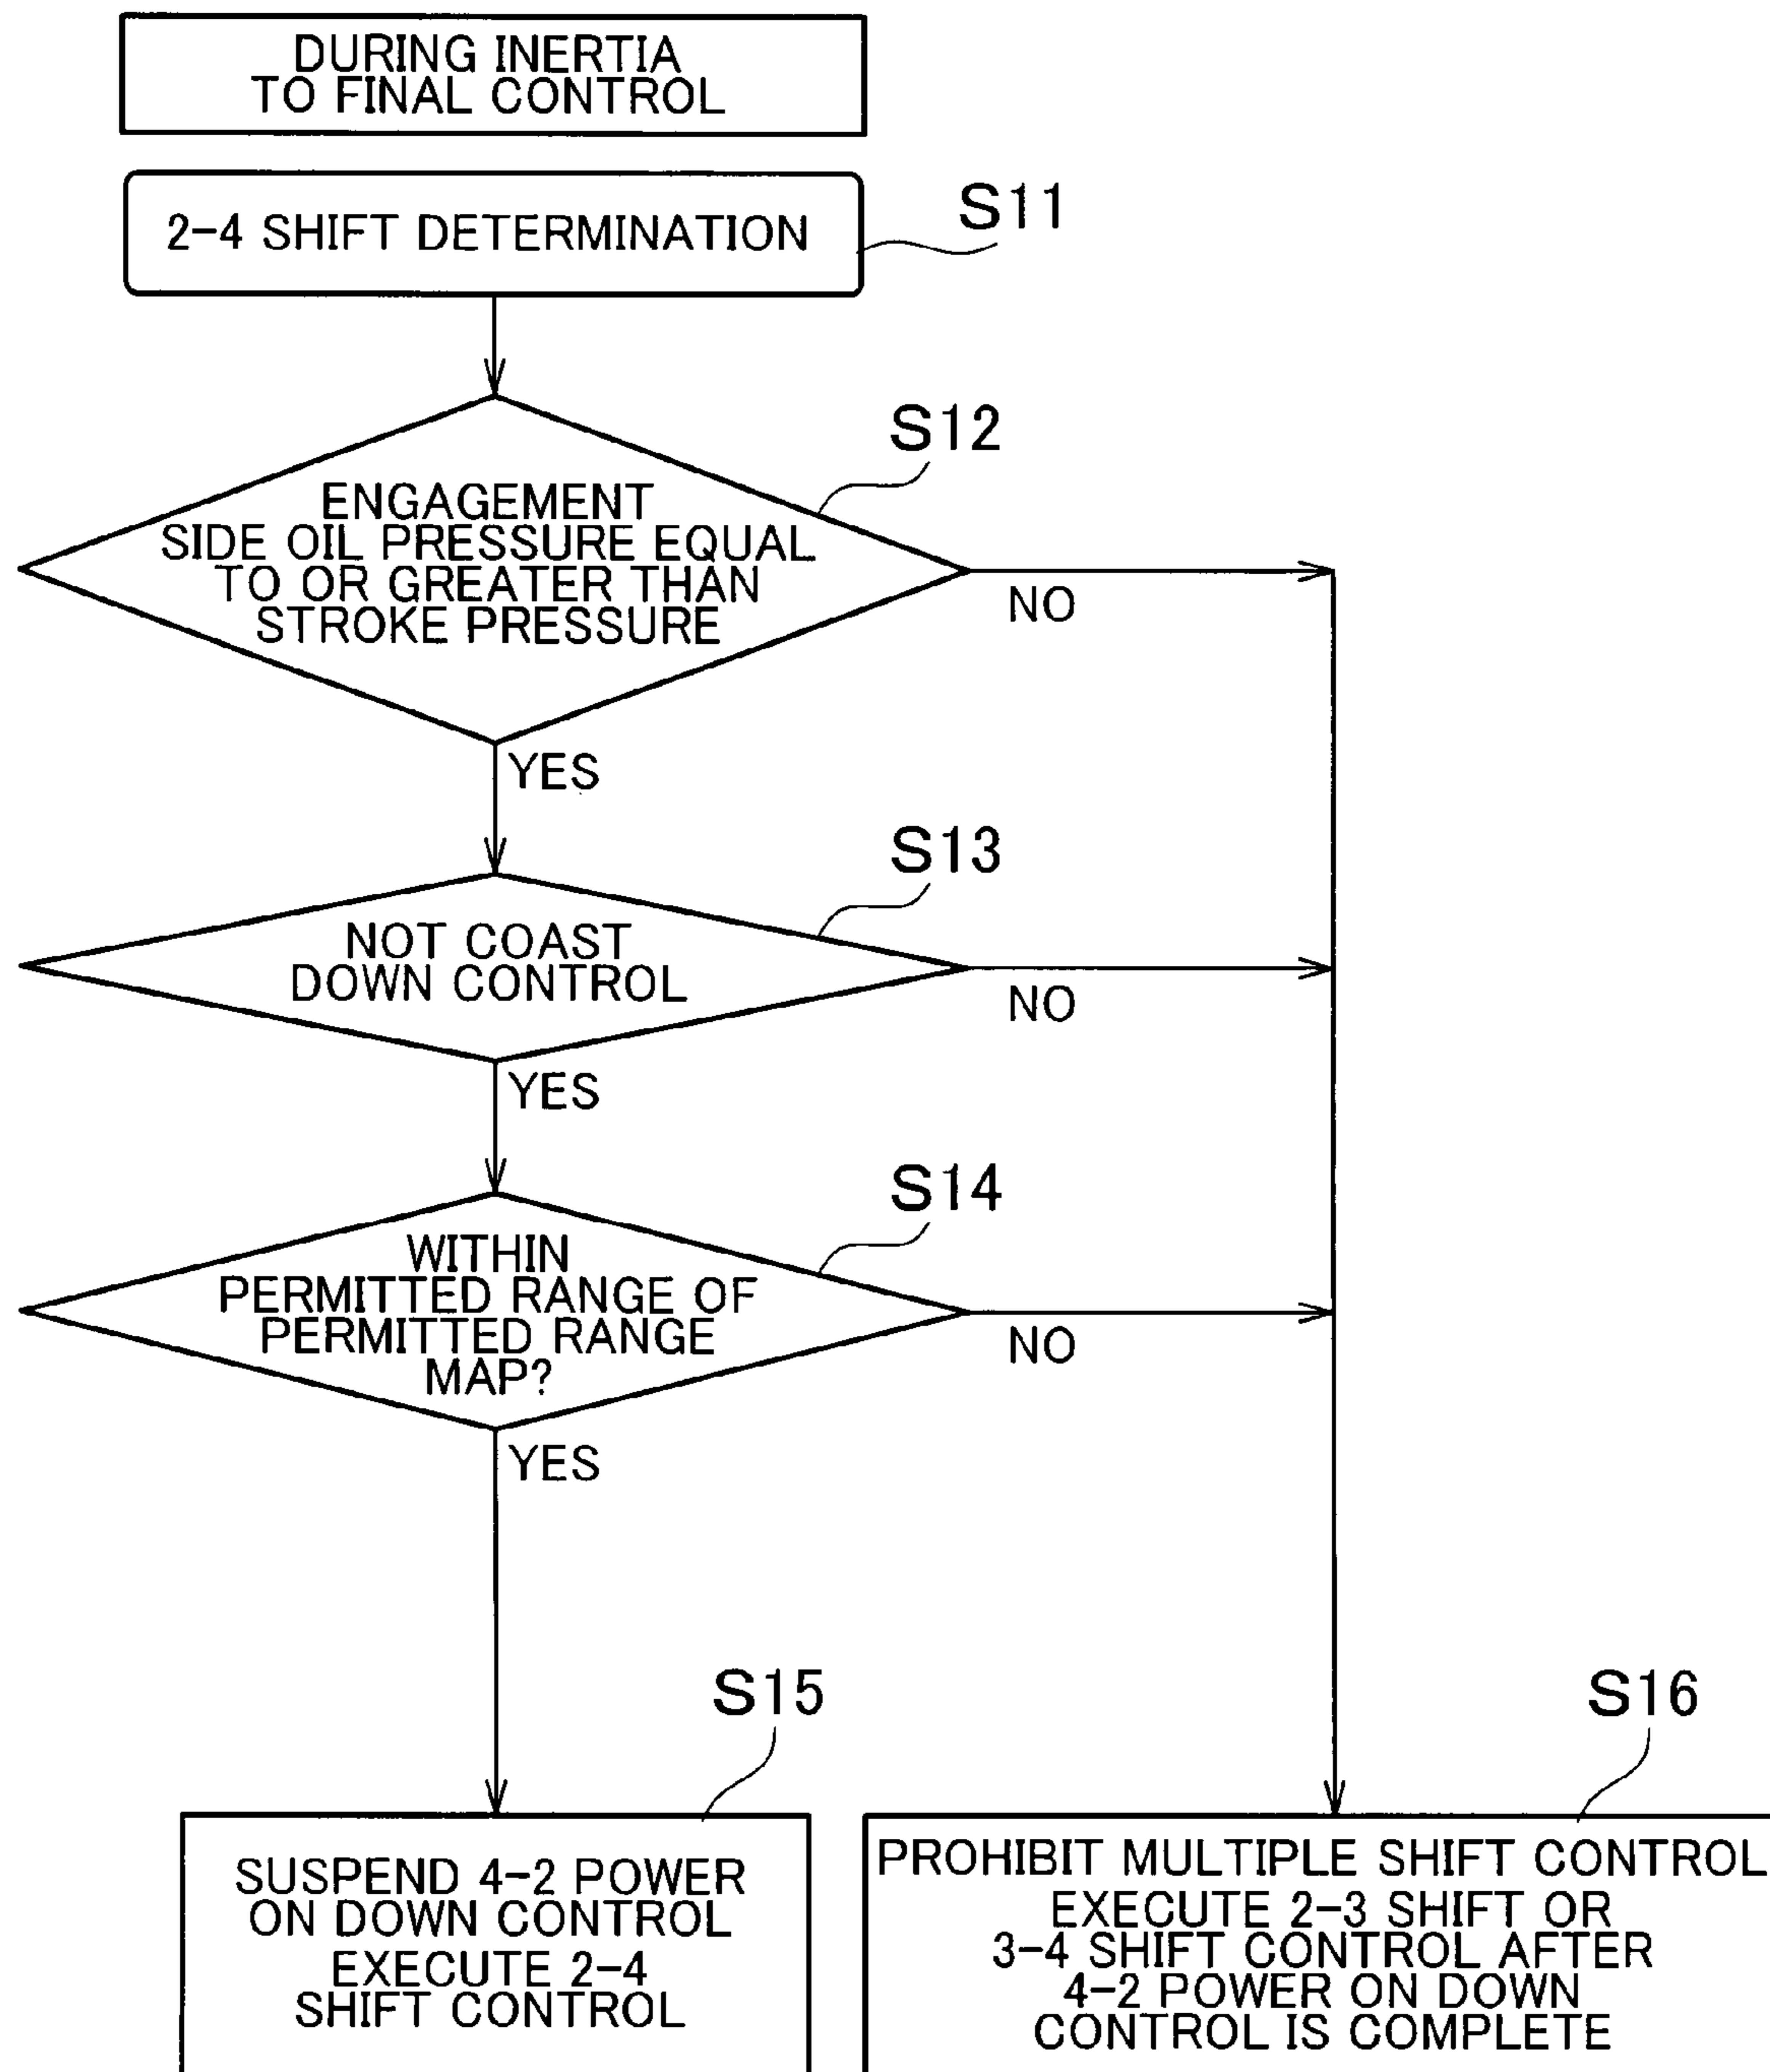 DURING INERTIA
TO FINAL CONTROL
2-4 SHIFT DETERMINATION
S11
S12
ENGAGEMENT
SIDE OIL PRESSURE EQUAL
TO OR GREATER THAN
STROKE PRESSURE
NO
YES
S13
NOT COAST
DOWN CONTROL
NO
YES
S14
WITHIN
PERMITTED RANGE OF
PERMITTED RANGE
MAP?
NO
YES
S15
SUSPEND 4-2 POWER
ON DOWN CONTROL
EXECUTE 2-4
SHIFT CONTROL
S16
PROHIBIT MULTIPLE SHIFT CONTROL
EXECUTE 2-3 SHIFT OR
3-4 SHIFT CONTROL AFTER
4-2 POWER ON DOWN
CONTROL IS COMPLETE